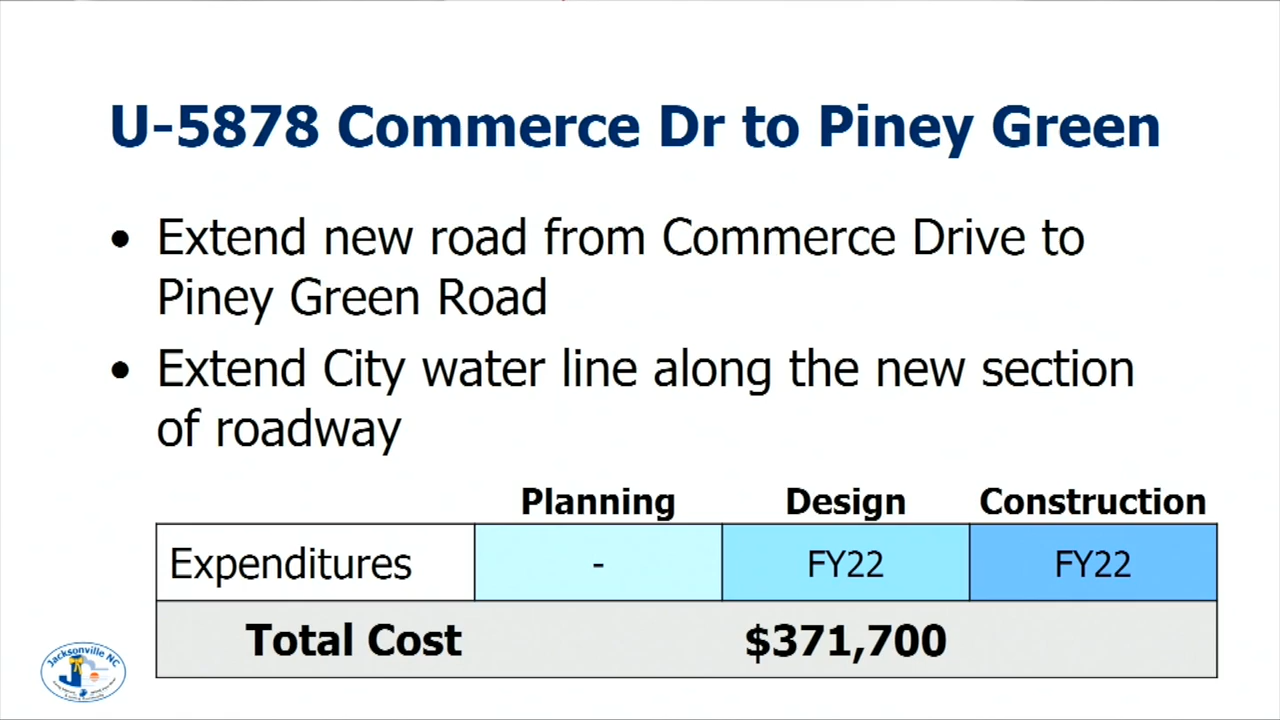 U-5878 Commerce Dr to Piney Green
• Extend new road from Commerce Drive to
Piney Green Road
• Extend City water line along the new section
of roadway
Planning Design Construction
Expenditures - FY22 FY22
Total Cost $371,700
Jacksonville NC